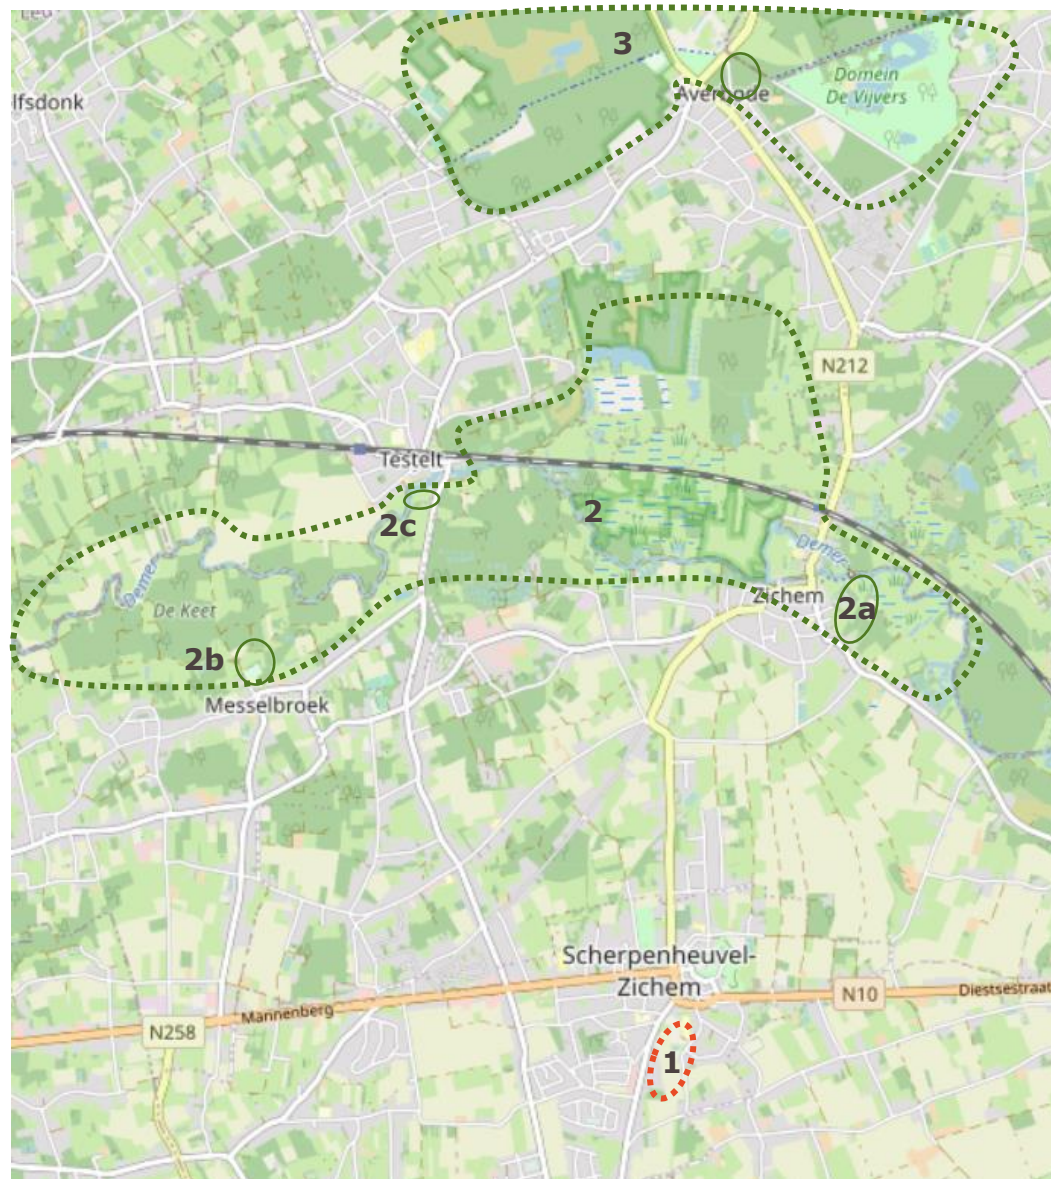 3
Domein
De Vijvers
Averbode
lfsdonk
N212
Testelt
2
2c
Demer
Demer
Zichem
2a
De Keet
2b
Messelbroek
Scherpenheuvel-
Zichem
N10
Diestsestraat
Mannenberg
N258
1